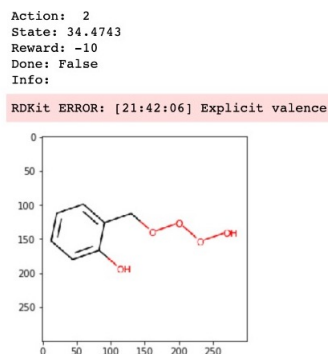 Action:  2
State: 34.4743
Reward: -10
Done: False
Info:
RDKit ERROR: [21:42:06] Explicit valence
0
50
100
150
200
250
O
O
O
OH
OH
0 50 100 150 200 250